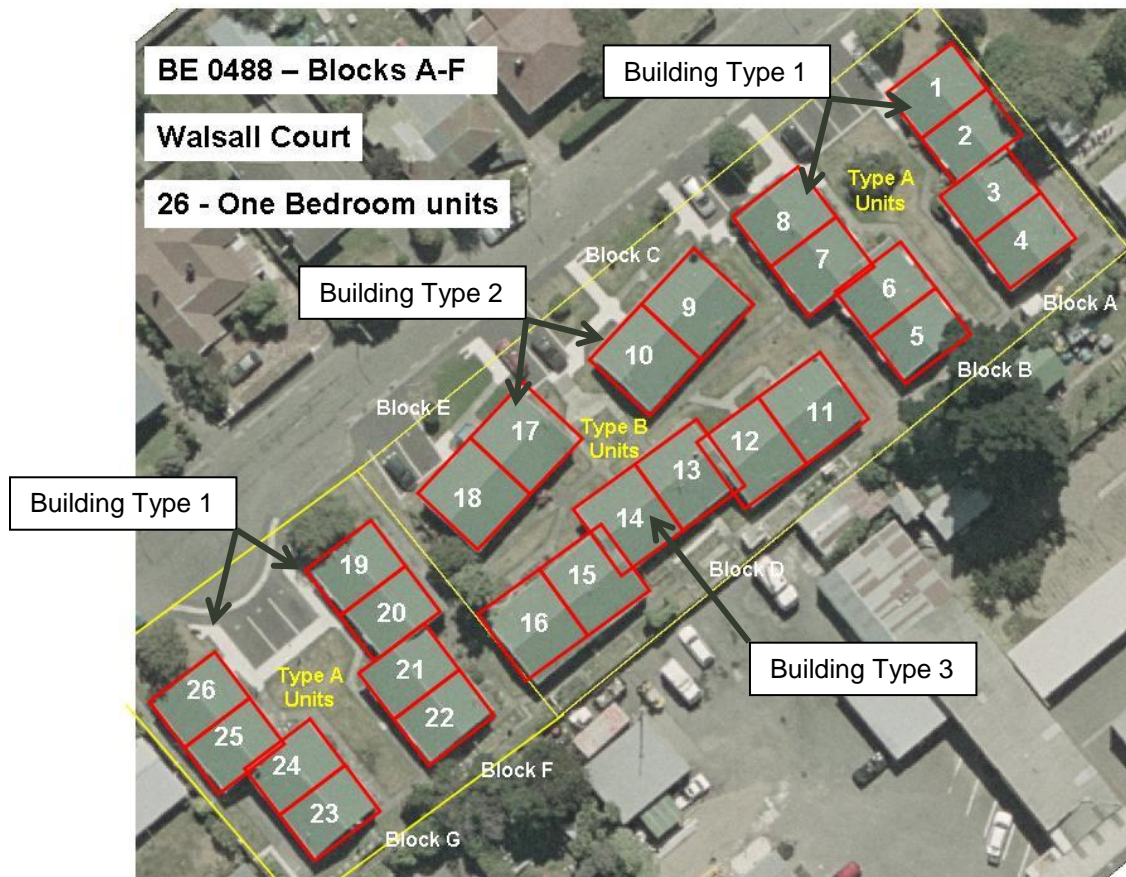 BE 0488 – Blocks A-F
Walsall Court
26 - One Bedroom units
Building Type 1
1
2
3
4
Type A
Units
8
7
6
5
Block A
Block B
Block C
Building Type 2
9
10
11
12
Block E
17
18
Type B
Units
13
14
15
16
Block D
Building Type 3
Building Type 1
19
20
21
22
Type A
Units
26
25
24
23
Block F
Block G